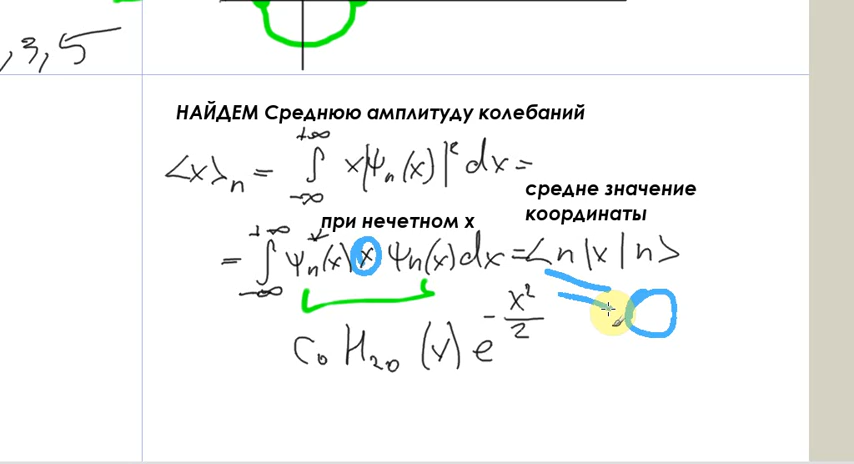 , 3, 5
НАЙДЕМ Среднюю амплитуду колебаний
<x>ₙ = ∫₋∞⁺∞ x|Ψₙ(x)|² dx =
средне значение
координаты
при нечетном х
= ∫₋∞⁺∞ Ψₙ(x) x Ψₙ(x) dx = <n|x|n>
= 0
C₀ H₂₀ (x) e^(-x²/2)